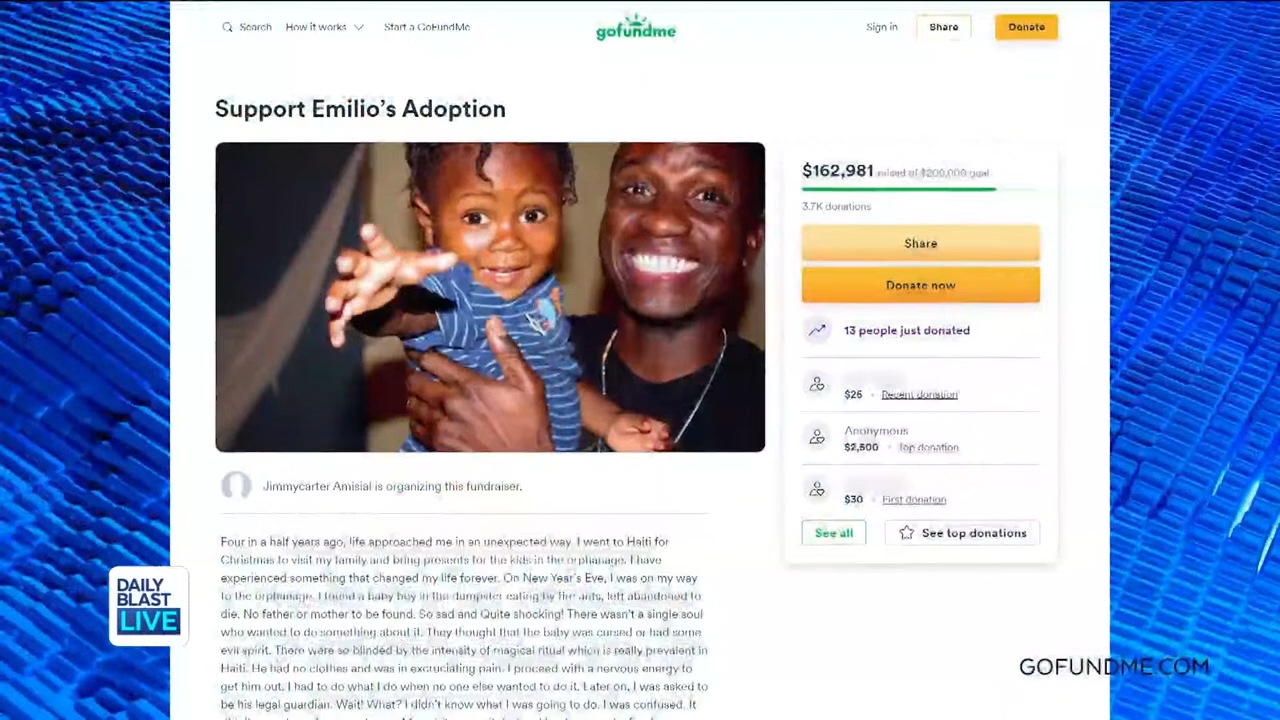 Search How it works Start a GoFundMe gofundme Sign in Share Donate
Support Emilio's Adoption
$162,981 raised of $200,000 goal
3.7K donations
Share
Donate now
13 people just donated
$25 · Recent donation
Anonymous
$2,500 · Top donation
$30 · First donation
See all See top donations
Jimmycarter Amisial is organizing this fundraiser.
Four in a half years ago, life approached me in an unexpected way. I went to Haiti for
Christmas to visit my family and bring presents for the kids in the orphanage. I have
experienced something that changed my life forever. On New Year's Eve, I was on my way
to the orphanage. I found a baby boy in the dumpster eating by fire ants, left abandoned to
die. No father or mother to be found. So sad and Quite shocking! There wasn't a single soul
who wanted to do something about it. They thought that the baby was cursed or had some
evil spirit. There were so blinded by the intensity of magical ritual which is really prevalent in
Haiti. He had no clothes and was in excruciating pain. I proceed with a nervous energy to
get him out. I had to do what I do when no one else wanted to do it. Later on, I was asked to
be his legal guardian. Wait! What? I didn't know what I was going to do. I was confused. It
DAILY
BLAST
LIVE
GOFUNDME.COM